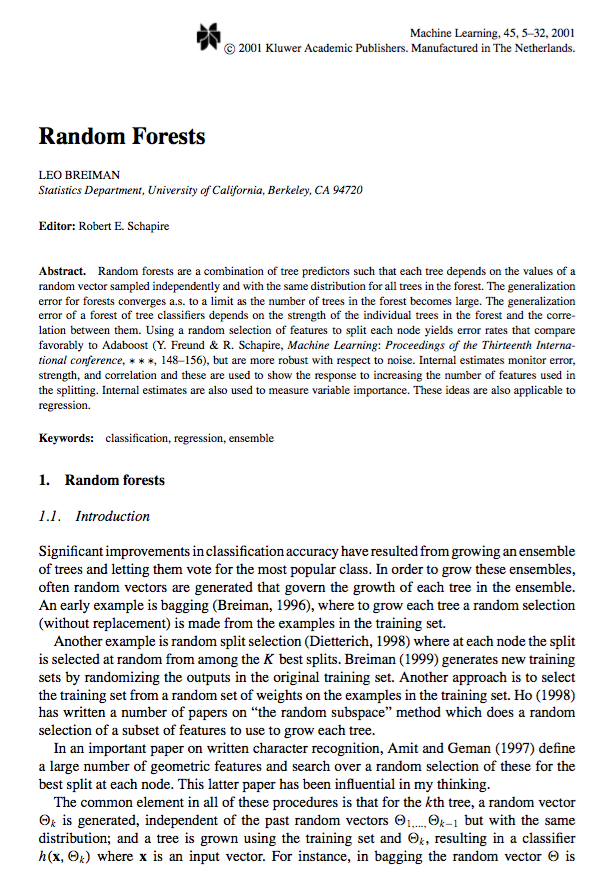 Machine Learning, 45, 5–32, 2001
© 2001 Kluwer Academic Publishers. Manufactured in The Netherlands.
Random Forests
LEO BREIMAN
Statistics Department, University of California, Berkeley, CA 94720
Editor: Robert E. Schapire
Abstract. Random forests are a combination of tree predictors such that each tree depends on the values of a
random vector sampled independently and with the same distribution for all trees in the forest. The generalization
error for forests converges a.s. to a limit as the number of trees in the forest becomes large. The generalization
error of a forest of tree classifiers depends on the strength of the individual trees in the forest and the corre-
lation between them. Using a random selection of features to split each node yields error rates that compare
favorably to Adaboost (Y. Freund & R. Schapire, Machine Learning: Proceedings of the Thirteenth Interna-
tional conference, ∗ ∗ ∗, 148–156), but are more robust with respect to noise. Internal estimates monitor error,
strength, and correlation and these are used to show the response to increasing the number of features used in
the splitting. Internal estimates are also used to measure variable importance. These ideas are also applicable to
regression.
Keywords: classification, regression, ensemble
1. Random forests
1.1. Introduction
Significant improvements in classification accuracy have resulted from growing an ensemble
of trees and letting them vote for the most popular class. In order to grow these ensembles,
often random vectors are generated that govern the growth of each tree in the ensemble.
An early example is bagging (Breiman, 1996), where to grow each tree a random selection
(without replacement) is made from the examples in the training set.
Another example is random split selection (Dietterich, 1998) where at each node the split
is selected at random from among the K best splits. Breiman (1999) generates new training
sets by randomizing the outputs in the original training set. Another approach is to select
the training set from a random set of weights on the examples in the training set. Ho (1998)
has written a number of papers on “the random subspace” method which does a random
selection of a subset of features to use to grow each tree.
In an important paper on written character recognition, Amit and Geman (1997) define
a large number of geometric features and search over a random selection of these for the
best split at each node. This latter paper has been influential in my thinking.
The common element in all of these procedures is that for the kth tree, a random vector
Θk is generated, independent of the past random vectors Θ1,...,Θk−1 but with the same
distribution; and a tree is grown using the training set and Θk, resulting in a classifier
h(x, Θk) where x is an input vector. For instance, in bagging the random vector Θ is